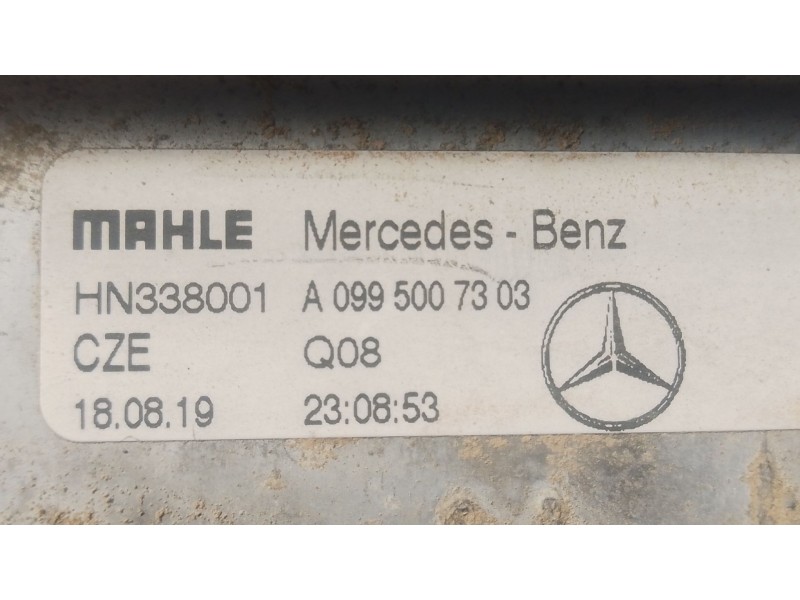 MAHLE Mercedes - Benz
HN338001 A 099 500 73 03
CZE Q08
18.08.19 23:08:53